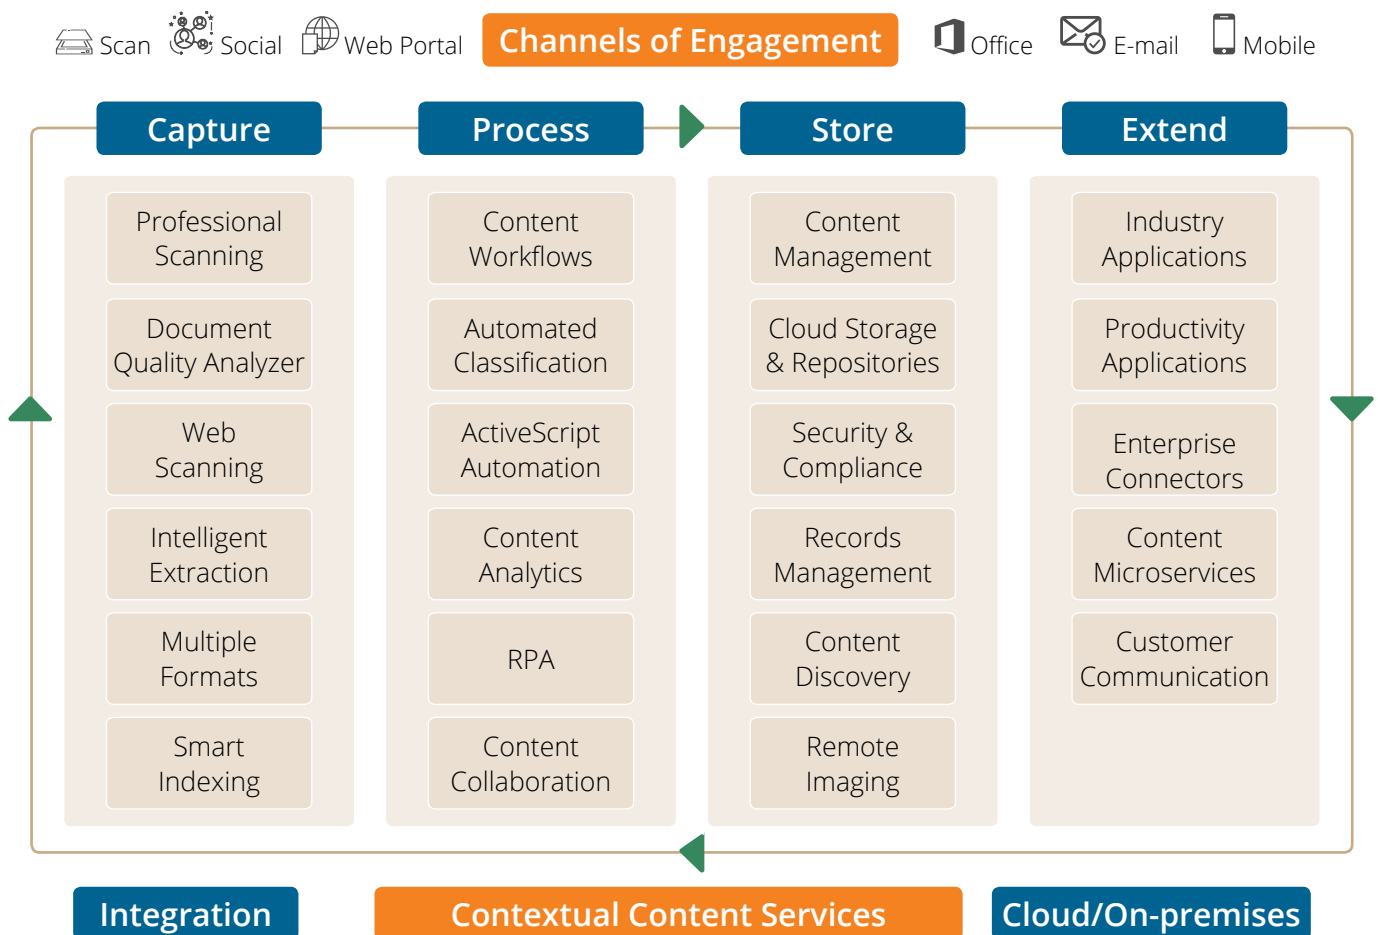 Scan Social Web Portal Channels of Engagement Office E-mail Mobile
Capture Process Store Extend
Professional
Scanning
Document
Quality Analyzer
Web
Scanning
Intelligent
Extraction
Multiple
Formats
Smart
Indexing
Content
Workflows
Automated
Classification
ActiveScript
Automation
Content
Analytics
RPA
Content
Collaboration
Content
Management
Cloud Storage
& Repositories
Security &
Compliance
Records
Management
Content
Discovery
Remote
Imaging
Industry
Applications
Productivity
Applications
Enterprise
Connectors
Content
Microservices
Customer
Communication
Integration Contextual Content Services Cloud/On-premises